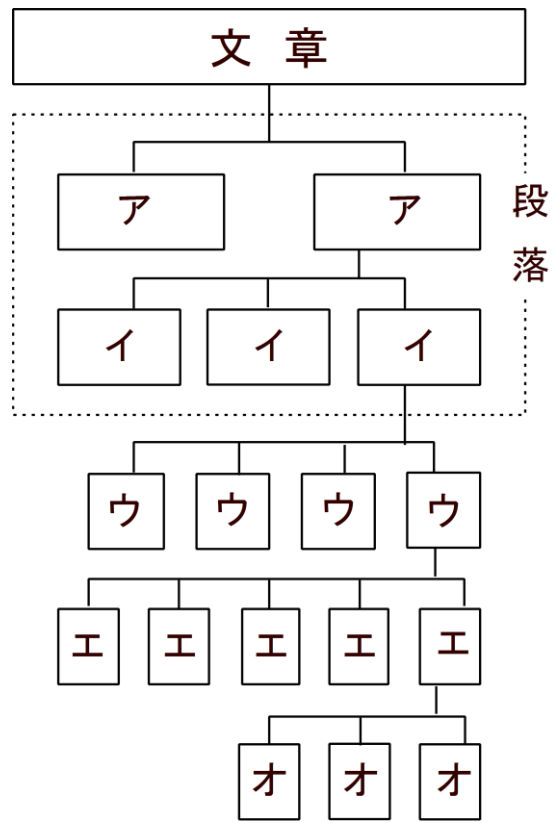 文 章
ア ア
段落
イ イ イ
ウ ウ ウ ウ
エ エ エ エ エ
オ オ オ